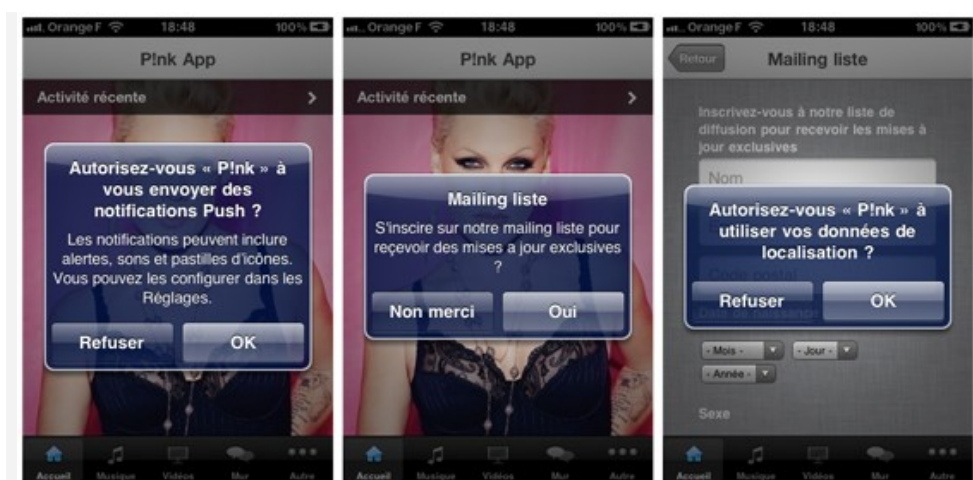 Orange F 18:48 100%
P!nk App
Activité récente
Autorisez-vous « P!nk » à
vous envoyer des
notifications Push ?
Les notifications peuvent inclure
alertes, sons et pastilles d'icônes.
Vous pouvez les configurer dans les
Réglages.
Refuser OK
Accueil Musique Vidéos Mur Autre
Orange F 18:48 100%
P!nk App
Activité récente
Mailing liste
S'inscire sur notre mailing liste pour
reçevoir des mises a jour exclusives
?
Non merci Oui
Accueil Musique Vidéos Mur Autre
Orange F 18:48 100%
Retour Mailing liste
Inscrivez-vous à notre liste de
diffusion pour recevoir les mises à
jour exclusives
Nom
Autorisez-vous « P!nk » à
utiliser vos données de
localisation ?
Code postal
Refuser OK
Date de naissance
- Mois - - Jour -
- Année -
Sexe
Accueil Musique Vidéos Mur Autre